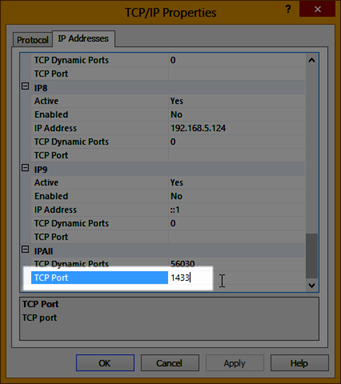 TCP/IP Properties
?
Protocol IP Addresses
TCP Dynamic Ports 0
TCP Port
IP8
Active Yes
Enabled No
IP Address 192.168.5.124
TCP Dynamic Ports 0
TCP Port
IP9
Active Yes
Enabled No
IP Address ::1
TCP Dynamic Ports 0
TCP Port
IPAll
TCP Dynamic Ports 56030
TCP Port 1433
TCP Port
TCP port
OK Cancel Apply Help